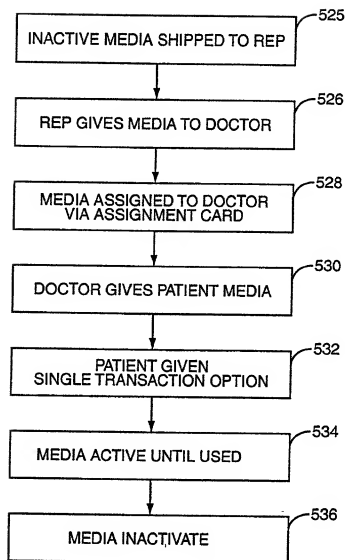 INACTIVE MEDIA SHIPPED TO REP
525
REP GIVES MEDIA TO DOCTOR
526
MEDIA ASSIGNED TO DOCTOR
VIA ASSIGNMENT CARD
528
DOCTOR GIVES PATIENT MEDIA
530
PATIENT GIVEN
SINGLE TRANSACTION OPTION
532
MEDIA ACTIVE UNTIL USED
534
MEDIA INACTIVATE
536